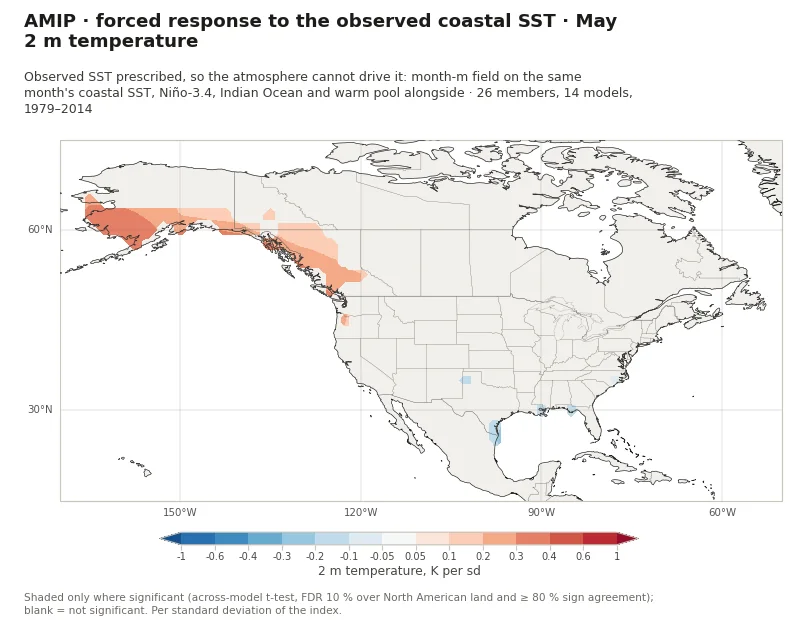 AMIP · forced response to the observed coastal SST · May
2 m temperature
Observed SST prescribed, so the atmosphere cannot drive it: month-m field on the same
month's coastal SST, Niño-3.4, Indian Ocean and warm pool alongside · 26 members, 14 models,
1979–2014
60°N
30°N
150°W 120°W 90°W 60°W
-1 -0.6 -0.4 -0.3 -0.2 -0.1 -0.05 0.05 0.1 0.2 0.3 0.4 0.6 1
2 m temperature, K per sd
Shaded only where significant (across-model t-test, FDR 10 % over North American land and ≥ 80 % sign agreement);
blank = not significant. Per standard deviation of the index.